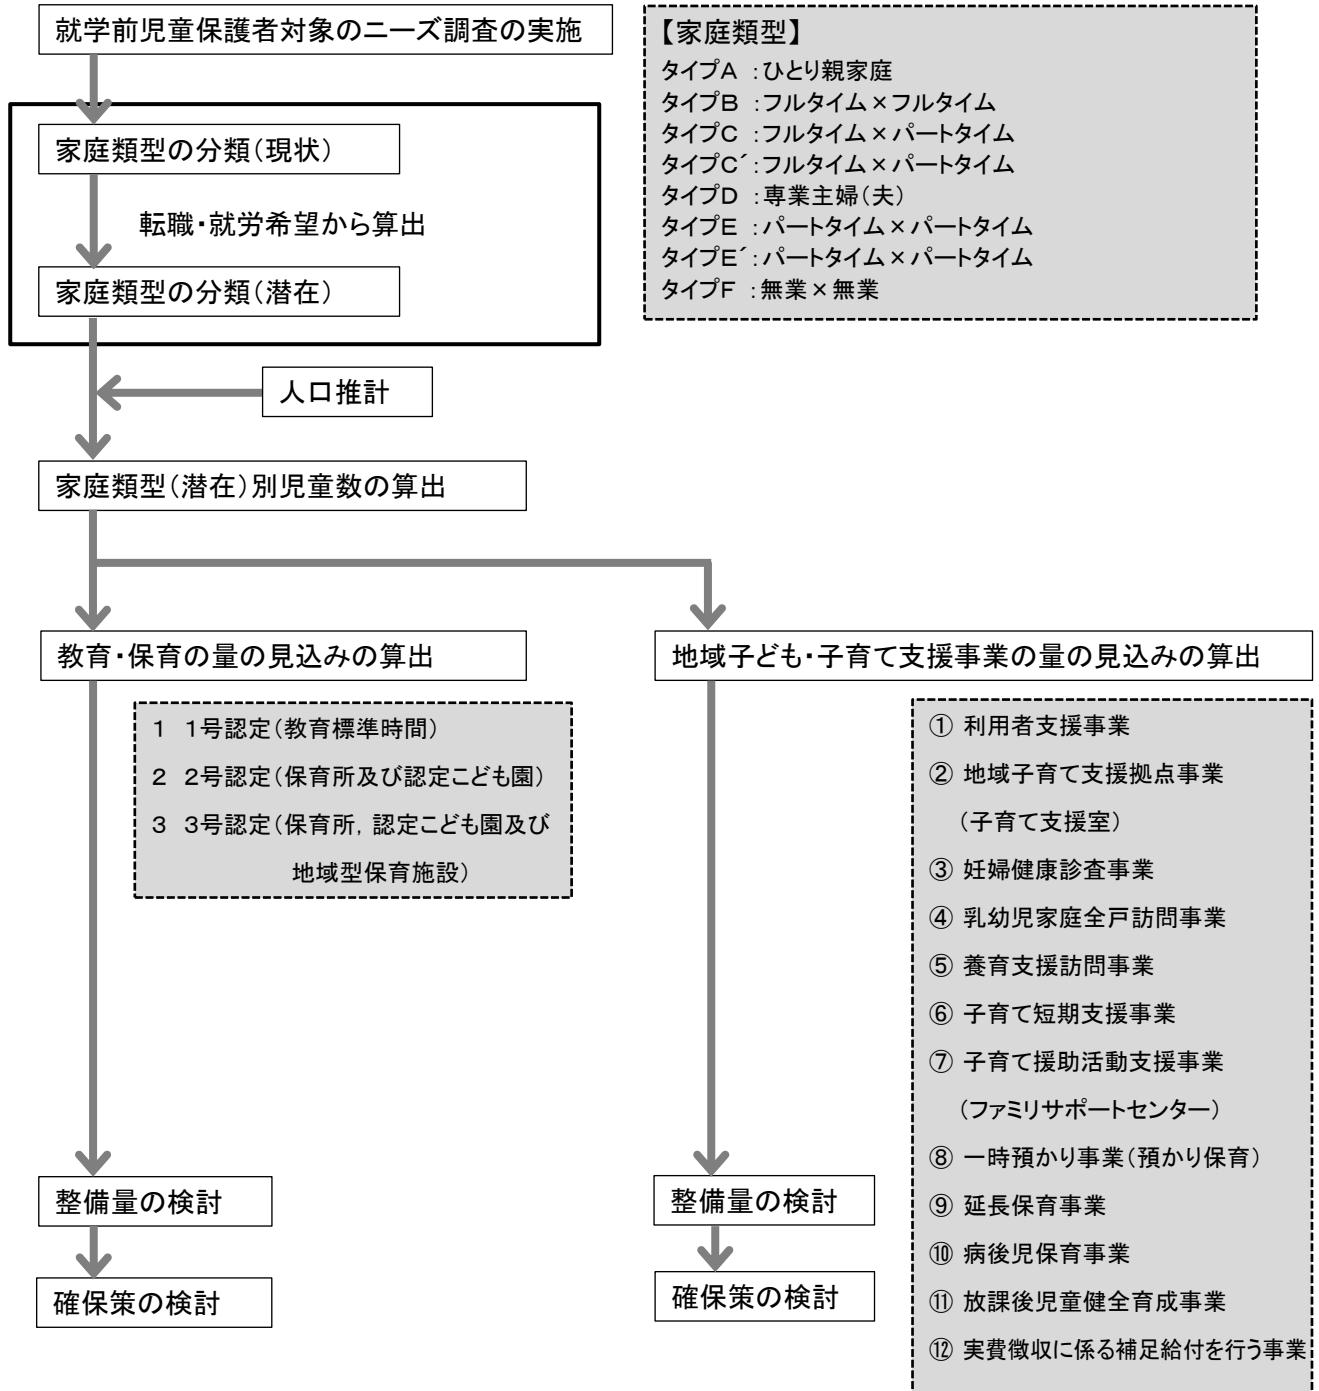 就学前児童保護者対象のニーズ調査の実施
家庭類型の分類（現状）
転職・就労希望から算出
家庭類型の分類（潜在）
【家庭類型】
タイプA ：ひとり親家庭
タイプB ：フルタイム×フルタイム
タイプC ：フルタイム×パートタイム
タイプC´：フルタイム×パートタイム
タイプD ：専業主婦（夫）
タイプE ：パートタイム×パートタイム
タイプE´：パートタイム×パートタイム
タイプF ：無業×無業
人口推計
家庭類型（潜在）別児童数の算出
教育・保育の量の見込みの算出
1 1号認定（教育標準時間）
2 2号認定（保育所及び認定こども園）
3 3号認定（保育所，認定こども園及び
地域型保育施設）
整備量の検討
確保策の検討
地域子ども・子育て支援事業の量の見込みの算出
① 利用者支援事業
② 地域子育て支援拠点事業
（子育て支援室）
③ 妊婦健康診査事業
④ 乳幼児家庭全戸訪問事業
⑤ 養育支援訪問事業
⑥ 子育て短期支援事業
⑦ 子育て援助活動支援事業
（ファミリサポートセンター）
⑧ 一時預かり事業（預かり保育）
⑨ 延長保育事業
⑩ 病後児保育事業
⑪ 放課後児童健全育成事業
⑫ 実費徴収に係る補足給付を行う事業
整備量の検討
確保策の検討